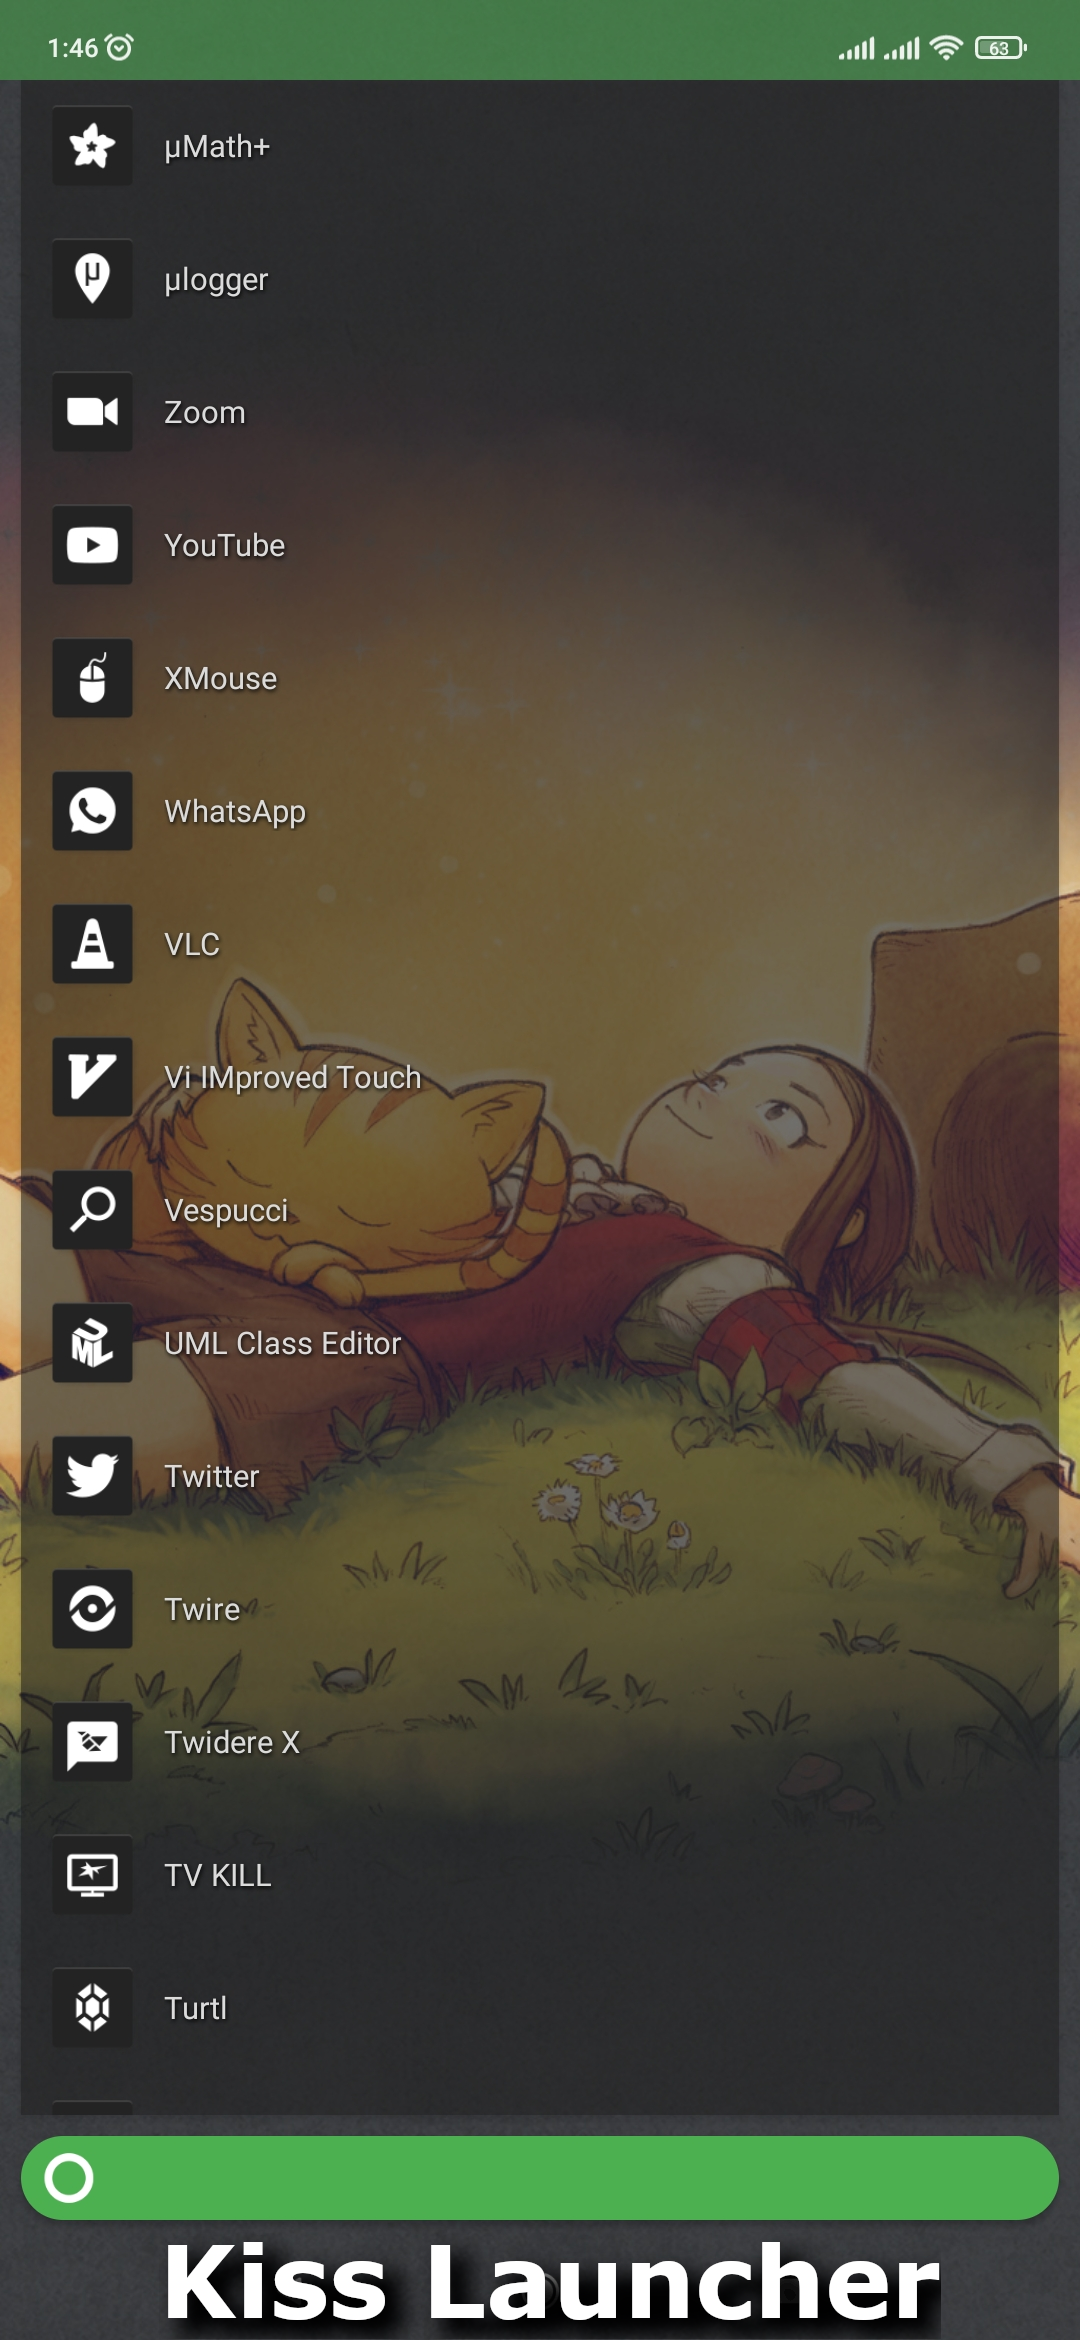 1:46
63
µMath+
µ
µlogger
Zoom
YouTube
XMouse
WhatsApp
VLC
Vi IMproved Touch
Vespucci
UML
UML Class Editor
Twitter
Twire
Twidere X
TV KILL
Turtl
Kiss Launcher